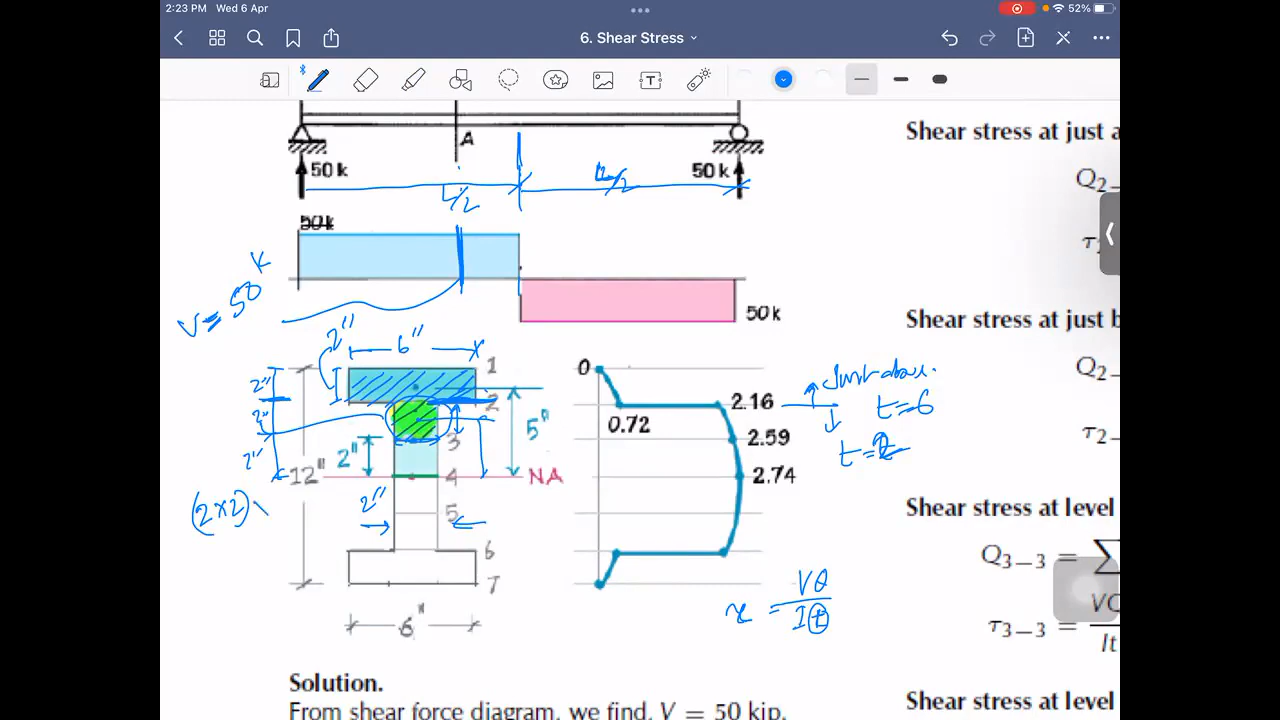 2:23 PM Wed 6 Apr
52%
6. Shear Stress
T
A
50 k
50 k
L/2
L/2
50k
V = 50 k
50k
2"
6"
1
2"
2
2"
5"
3
2"
2"
12"
4
NA
(2×2)
2"
5
6
7
6"
0
2.16
0.72
2.59
2.74
Just above.
t = 6
t = 2
τ = VQ / It
Shear stress at just a
Q2
τ2
Shear stress at just b
Q2
τ2
Shear stress at level
Q3−3 = ∑
τ3−3 = VQ / It
Shear stress at level
Solution.
From shear force diagram, we find, V = 50 kip.